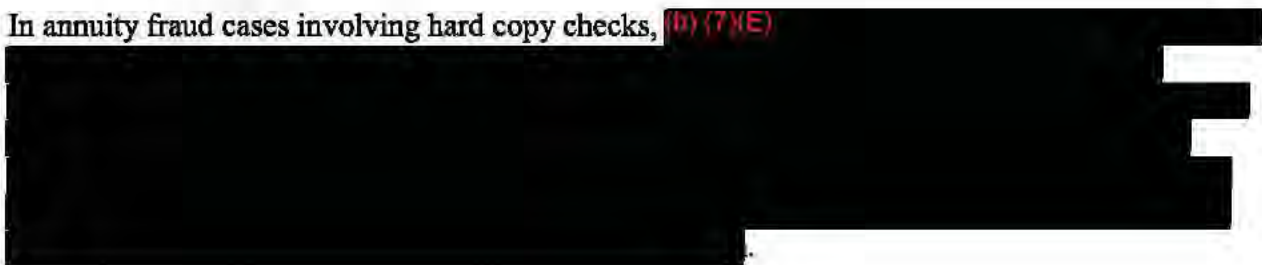 In annuity fraud cases involving hard copy checks, (b) (7)(E)
.